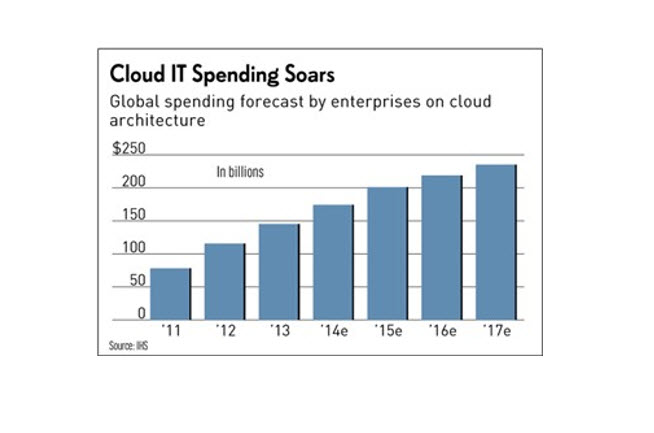 Cloud IT Spending Soars
Global spending forecast by enterprises on cloud
architecture
$250
In billions
200
150
100
50
0
'11 '12 '13 '14e '15e '16e '17e
Source: IHS